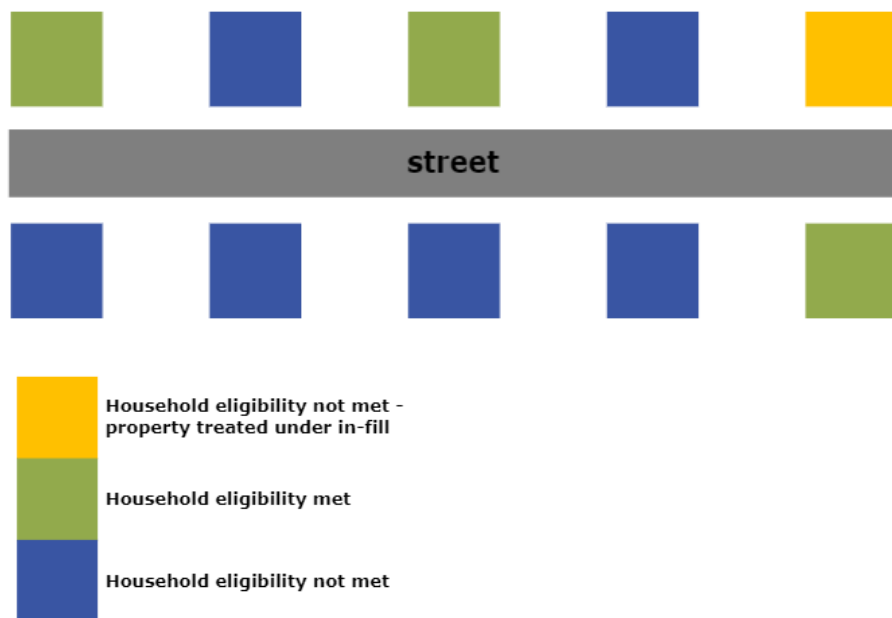 street
Household eligibility not met -
property treated under in-fill
Household eligibility met
Household eligibility not met